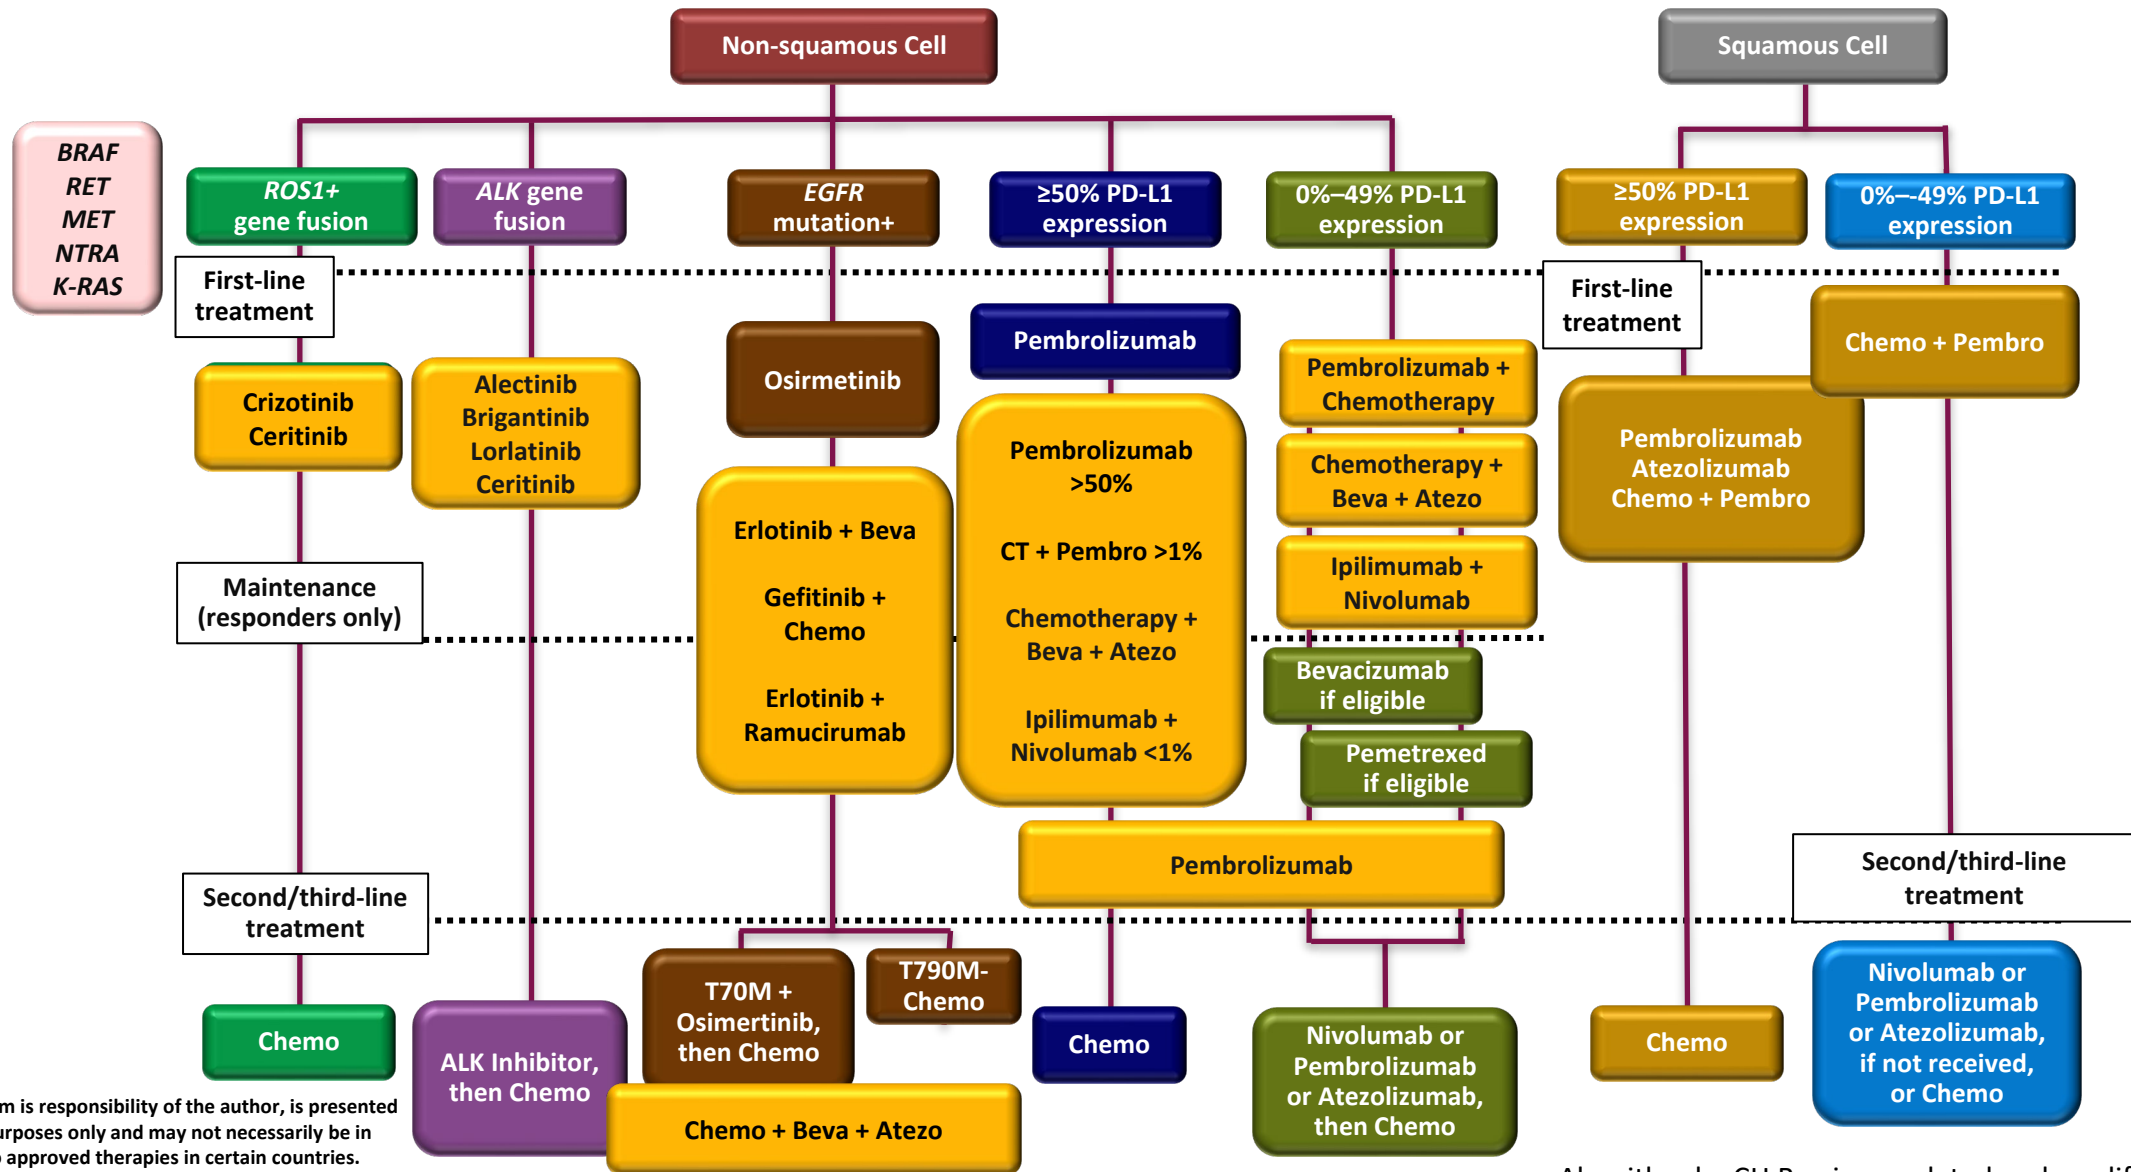 Non-squamous Cell
Squamous Cell
BRAF
RET
MET
NTRA
K-RAS
ROS1+
gene fusion
ALK gene
fusion
EGFR
mutation+
≥50% PD-L1
expression
0%–49% PD-L1
expression
≥50% PD-L1
expression
0%–-49% PD-L1
expression
First-line
treatment
First-line
treatment
Crizotinib
Ceritinib
Alectinib
Brigantinib
Lorlatinib
Ceritinib
Osirmetinib
Erlotinib + Beva
Gefitinib +
Chemo
Erlotinib +
Ramucirumab
Pembrolizumab
Pembrolizumab
>50%
CT + Pembro >1%
Chemotherapy +
Beva + Atezo
Ipilimumab +
Nivolumab <1%
Pembrolizumab +
Chemotherapy
Chemotherapy +
Beva + Atezo
Ipilimumab +
Nivolumab
Pembrolizumab
Atezolizumab
Chemo + Pembro
Chemo + Pembro
Maintenance
(responders only)
Bevacizumab
if eligible
Pemetrexed
if eligible
Pembrolizumab
Second/third-line
treatment
Second/third-line
treatment
Chemo
ALK Inhibitor,
then Chemo
T70M +
Osimertinib,
then Chemo
T790M-
Chemo
Chemo + Beva + Atezo
Chemo
Nivolumab or
Pembrolizumab
or Atezolizumab,
then Chemo
Chemo
Nivolumab or
Pembrolizumab
or Atezolizumab,
if not received,
or Chemo
m is responsibility of the author, is presented
urposes only and may not necessarily be in
approved therapies in certain countries.